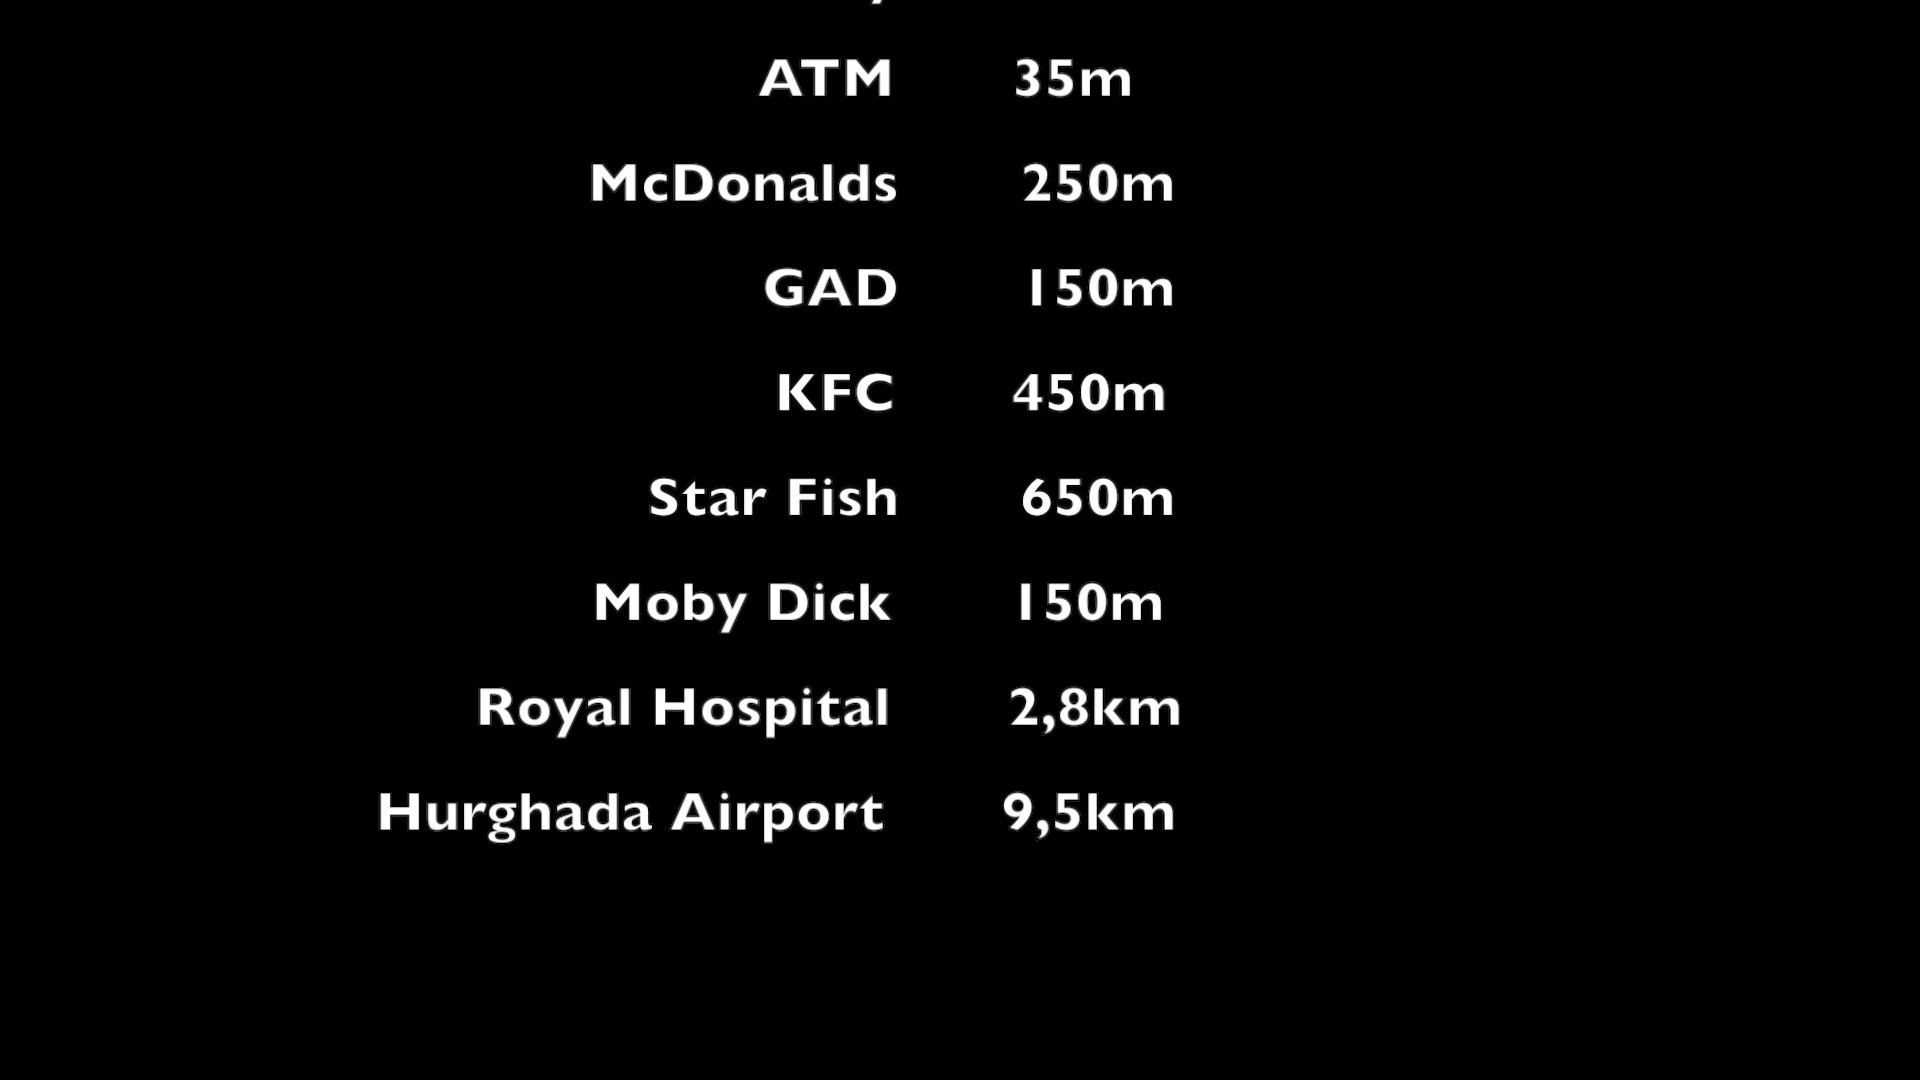 ATM 35m
McDonalds 250m
GAD 150m
KFC 450m
Star Fish 650m
Moby Dick 150m
Royal Hospital 2,8km
Hurghada Airport 9,5km